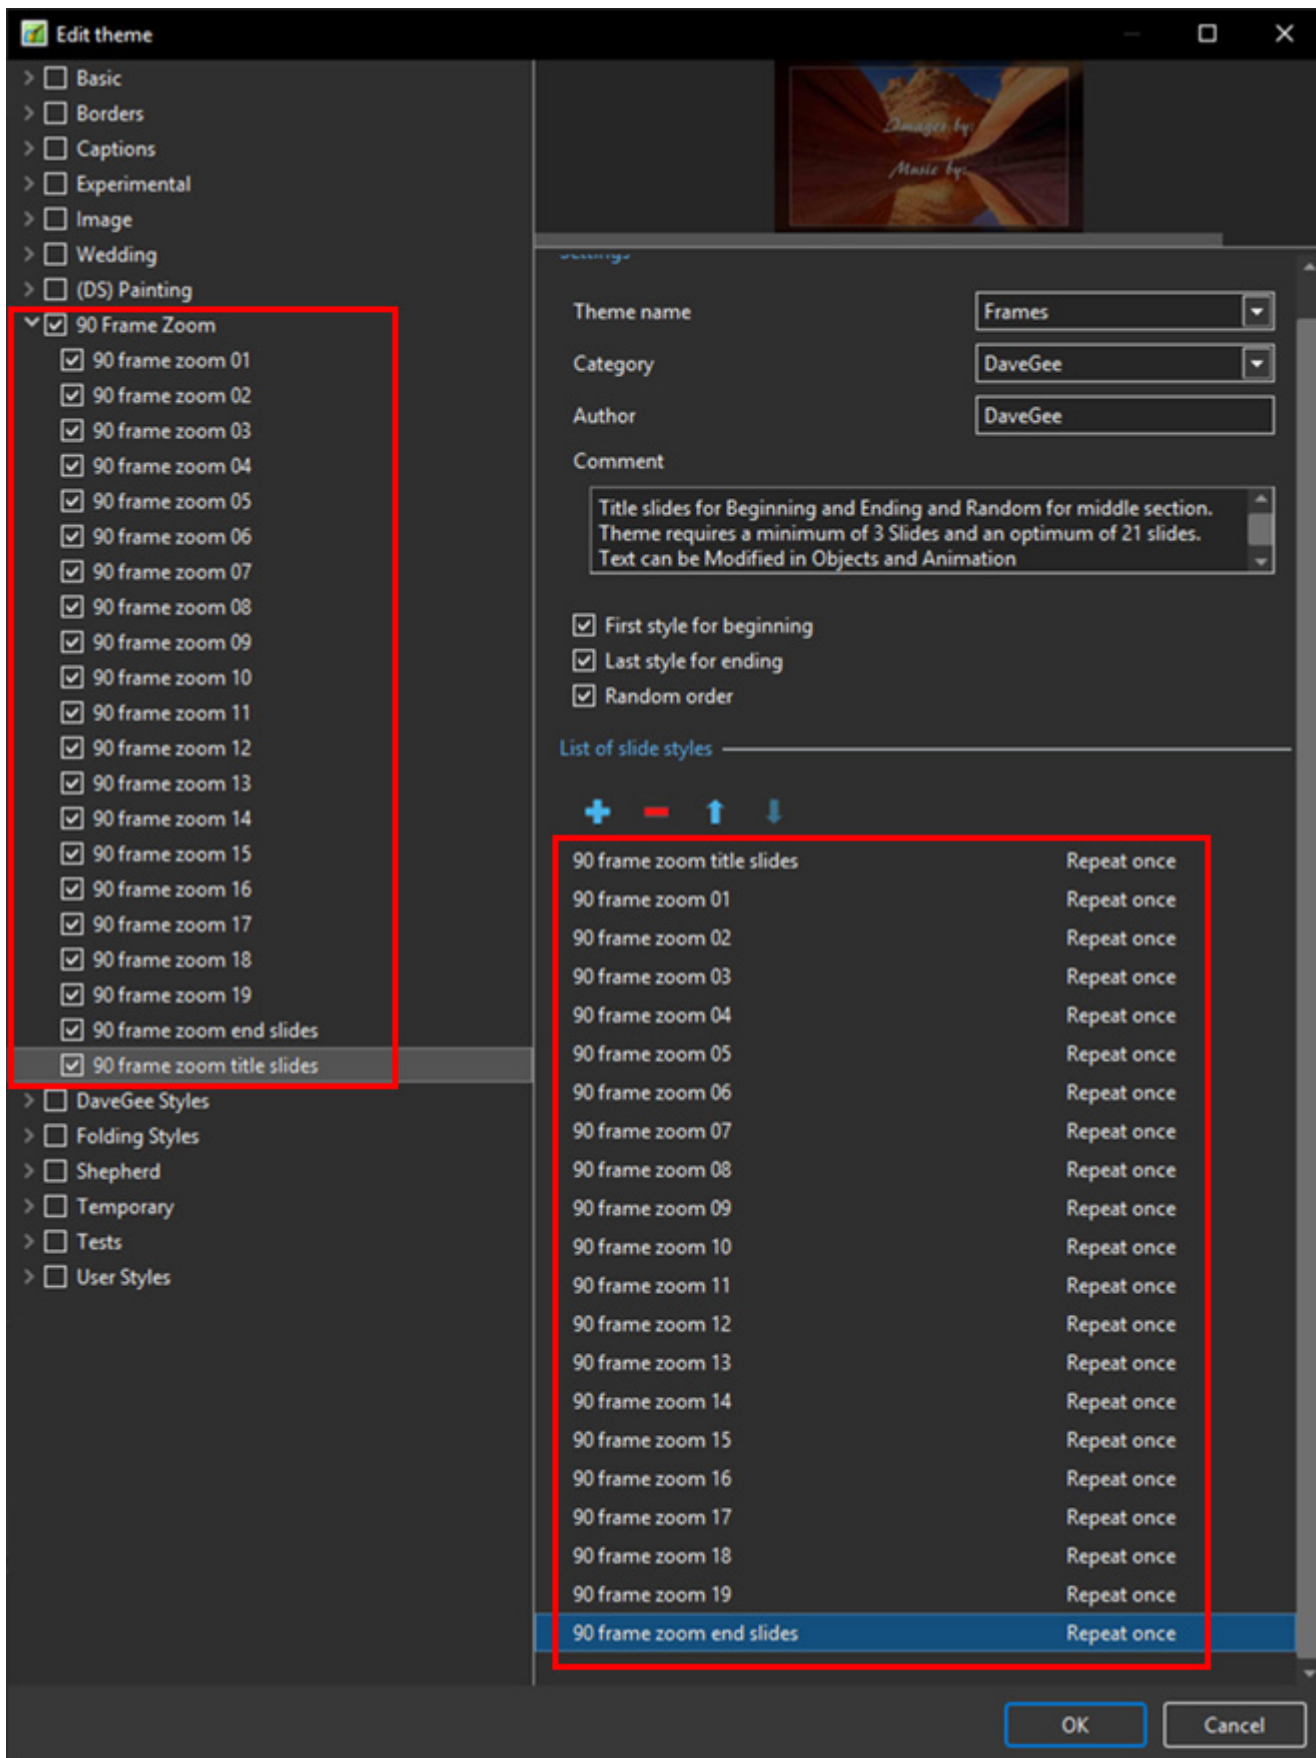 Edit theme
Basic
Borders
Captions
Experimental
Image
Wedding
(DS) Painting
90 Frame Zoom
90 frame zoom 01
90 frame zoom 02
90 frame zoom 03
90 frame zoom 04
90 frame zoom 05
90 frame zoom 06
90 frame zoom 07
90 frame zoom 08
90 frame zoom 09
90 frame zoom 10
90 frame zoom 11
90 frame zoom 12
90 frame zoom 13
90 frame zoom 14
90 frame zoom 15
90 frame zoom 16
90 frame zoom 17
90 frame zoom 18
90 frame zoom 19
90 frame zoom end slides
90 frame zoom title slides
DaveGee Styles
Folding Styles
Shepherd
Temporary
Tests
User Styles
Images by:
Music by:
Settings
Theme name Frames
Category DaveGee
Author DaveGee
Comment
Title slides for Beginning and Ending and Random for middle section.
Theme requires a minimum of 3 Slides and an optimum of 21 slides.
Text can be Modified in Objects and Animation
First style for beginning
Last style for ending
Random order
List of slide styles
90 frame zoom title slides Repeat once
90 frame zoom 01 Repeat once
90 frame zoom 02 Repeat once
90 frame zoom 03 Repeat once
90 frame zoom 04 Repeat once
90 frame zoom 05 Repeat once
90 frame zoom 06 Repeat once
90 frame zoom 07 Repeat once
90 frame zoom 08 Repeat once
90 frame zoom 09 Repeat once
90 frame zoom 10 Repeat once
90 frame zoom 11 Repeat once
90 frame zoom 12 Repeat once
90 frame zoom 13 Repeat once
90 frame zoom 14 Repeat once
90 frame zoom 15 Repeat once
90 frame zoom 16 Repeat once
90 frame zoom 17 Repeat once
90 frame zoom 18 Repeat once
90 frame zoom 19 Repeat once
90 frame zoom end slides Repeat once
OK Cancel